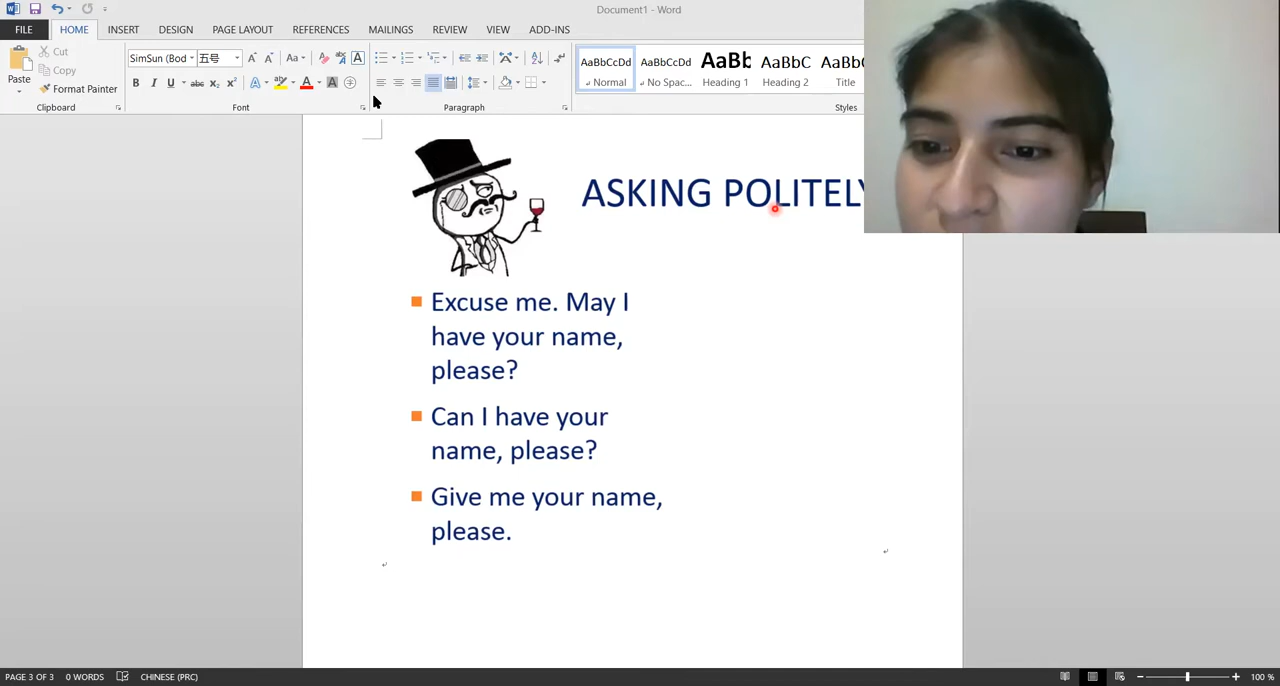 Document1 - Word
FILE HOME INSERT DESIGN PAGE LAYOUT REFERENCES MAILINGS REVIEW VIEW ADD-INS
Cut
Copy
Format Painter
Paste
SimSun (Bod 五号
AaBbCcDd AaBbCcDd AaBb AaBbC AaBb
Normal No Spac... Heading 1 Heading 2 Title
Clipboard Font Paragraph Styles
ASKING POLITELY
Excuse me. May I
have your name,
please?
Can I have your
name, please?
Give me your name,
please.
PAGE 3 OF 3 0 WORDS CHINESE (PRC) 100 %